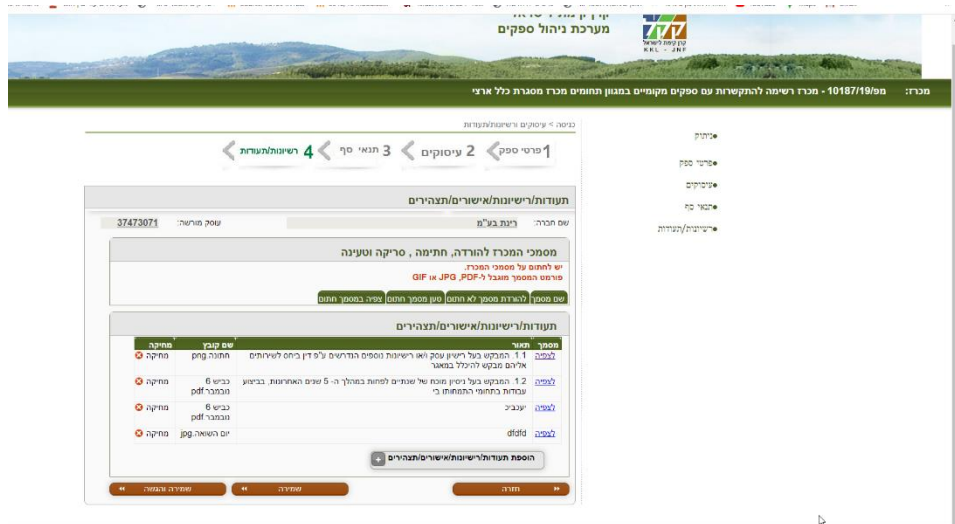 מערכת ניהול ספקים
קרן קימת לישראל
KKL - JNF
מכרז: מפ/10187/19 - מכרז רשימה להתקשרות עם ספקים מקומיים במגוון תחומים מכרז מסגרת כלל ארצי
ניתוק
פרטי ספק
עיסוקים
תנאי סף
רשיונות/תעודות
כניסה > עיסוקים ורשיונות/תעודות
1 פרטי ספק
2 עיסוקים
3 תנאי סף
4 רשיונות/תעודות
תעודות/רישיונות/אישורים/תצהירים
שם חברה: רינת בע"מ עוסק מורשה: 37473071
מסמכי המכרז להורדה, חתימה , סריקה וטעינה
יש לחתום על מסמכי המכרז.
פורמט המסמך מוגבל ל-PDF, JPG או GIF
שם מסמך להורדת מסמך לא חתום טען מסמך חתום צפיה במסמך חתום
תעודות/רישיונות/אישורים/תצהירים
מסמך תאור שם קובץ מחיקה
לצפיה 1.1. המבקש בעל רישיון עסק ו/או רישיונות נוספים הנדרשים ע"פ דין ביחס לשירותים חתונה.png מחיקה
אליהם מבקש להיכלל במאגר
לצפיה 1.2. המבקש בעל ניסיון מוכח של שנתיים לפחות במהלך ה- 5 שנים האחרונות, בביצוע כביש 6 מחיקה
עבודות בתחומי התמחותו בי נובמבר.pdf
לצפיה כביש 6 מחיקה
נובמבר.pdf
לצפיה dfdfd יום השואה.jpg מחיקה
הוספת תעודות/רישיונות/אישורים/תצהירים
חזרה
שמירה
שמירה והגשה